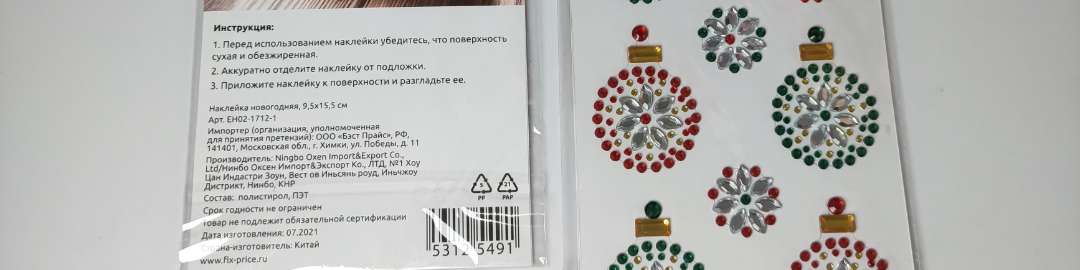 Инструкция:
1. Перед использованием наклейки убедитесь, что поверхность
сухая и обезжиренная.
2. Аккуратно отделите наклейку от подложки.
3. Приложите наклейку к поверхности и разгладьте ее.
Наклейка новогодняя, 9,5x15,5 см
Арт. EH02-1712-1
Импортер (организация, уполномоченная
для принятия претензий): ООО «Бэст Прайс», РФ,
141401, Московская обл., г. Химки, ул. Победы, д. 11
Производитель: Ningbo Oxen Import&Export Co.,
Ltd/Нинбо Оксен Импорт&Экспорт Ко., ЛТД, №1 Хоу
Цан Индастри Зоун, Вест ов Иньсянь роуд, Иньчжоу
Дистрикт, Нинбо, КНР
Состав: полистирол, ПЭТ
Срок годности не ограничен
Товар не подлежит обязательной сертификации
Дата изготовления: 07.2021
Страна-изготовитель: Китай
www.fix-price.ru
5 21
PP PAP
5312 5491